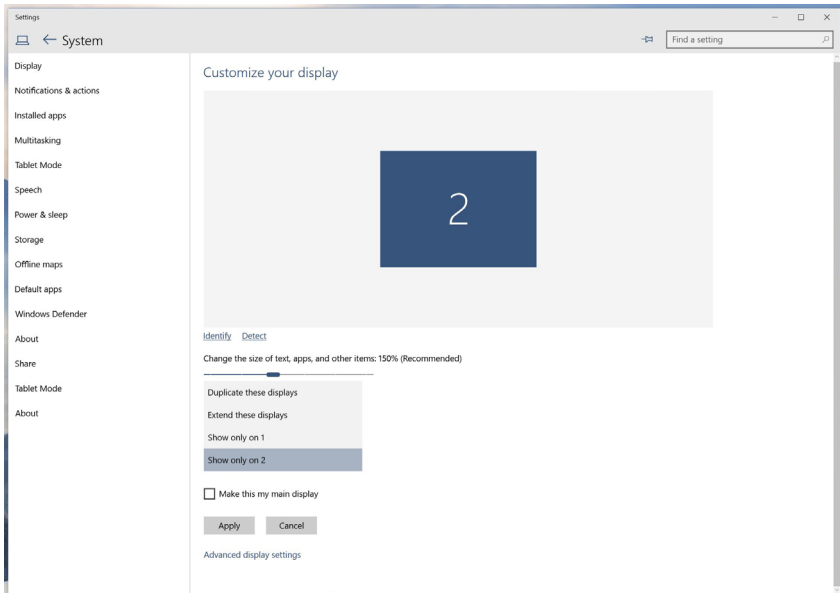 Settings
System
Find a setting
Display
Notifications & actions
Installed apps
Multitasking
Tablet Mode
Speech
Power & sleep
Storage
Offline maps
Default apps
Windows Defender
About
Share
Tablet Mode
About
Customize your display
2
Identify Detect
Change the size of text, apps, and other items: 150% (Recommended)
Duplicate these displays
Extend these displays
Show only on 1
Show only on 2
Make this my main display
Apply Cancel
Advanced display settings